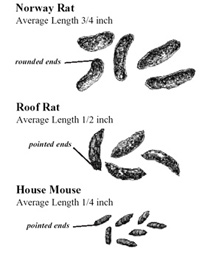 Norway Rat
Average Length 3/4 inch
rounded ends
Roof Rat
Average Length 1/2 inch
pointed ends
House Mouse
Average Length 1/4 inch
pointed ends